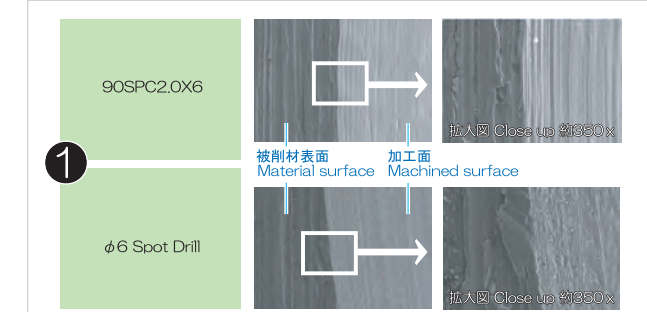 90SPC2.0X6
拡大図 Close up 約350x
1
被削材表面 加工面
Material surface Machined surface
φ6 Spot Drill
拡大図 Close up 約350x